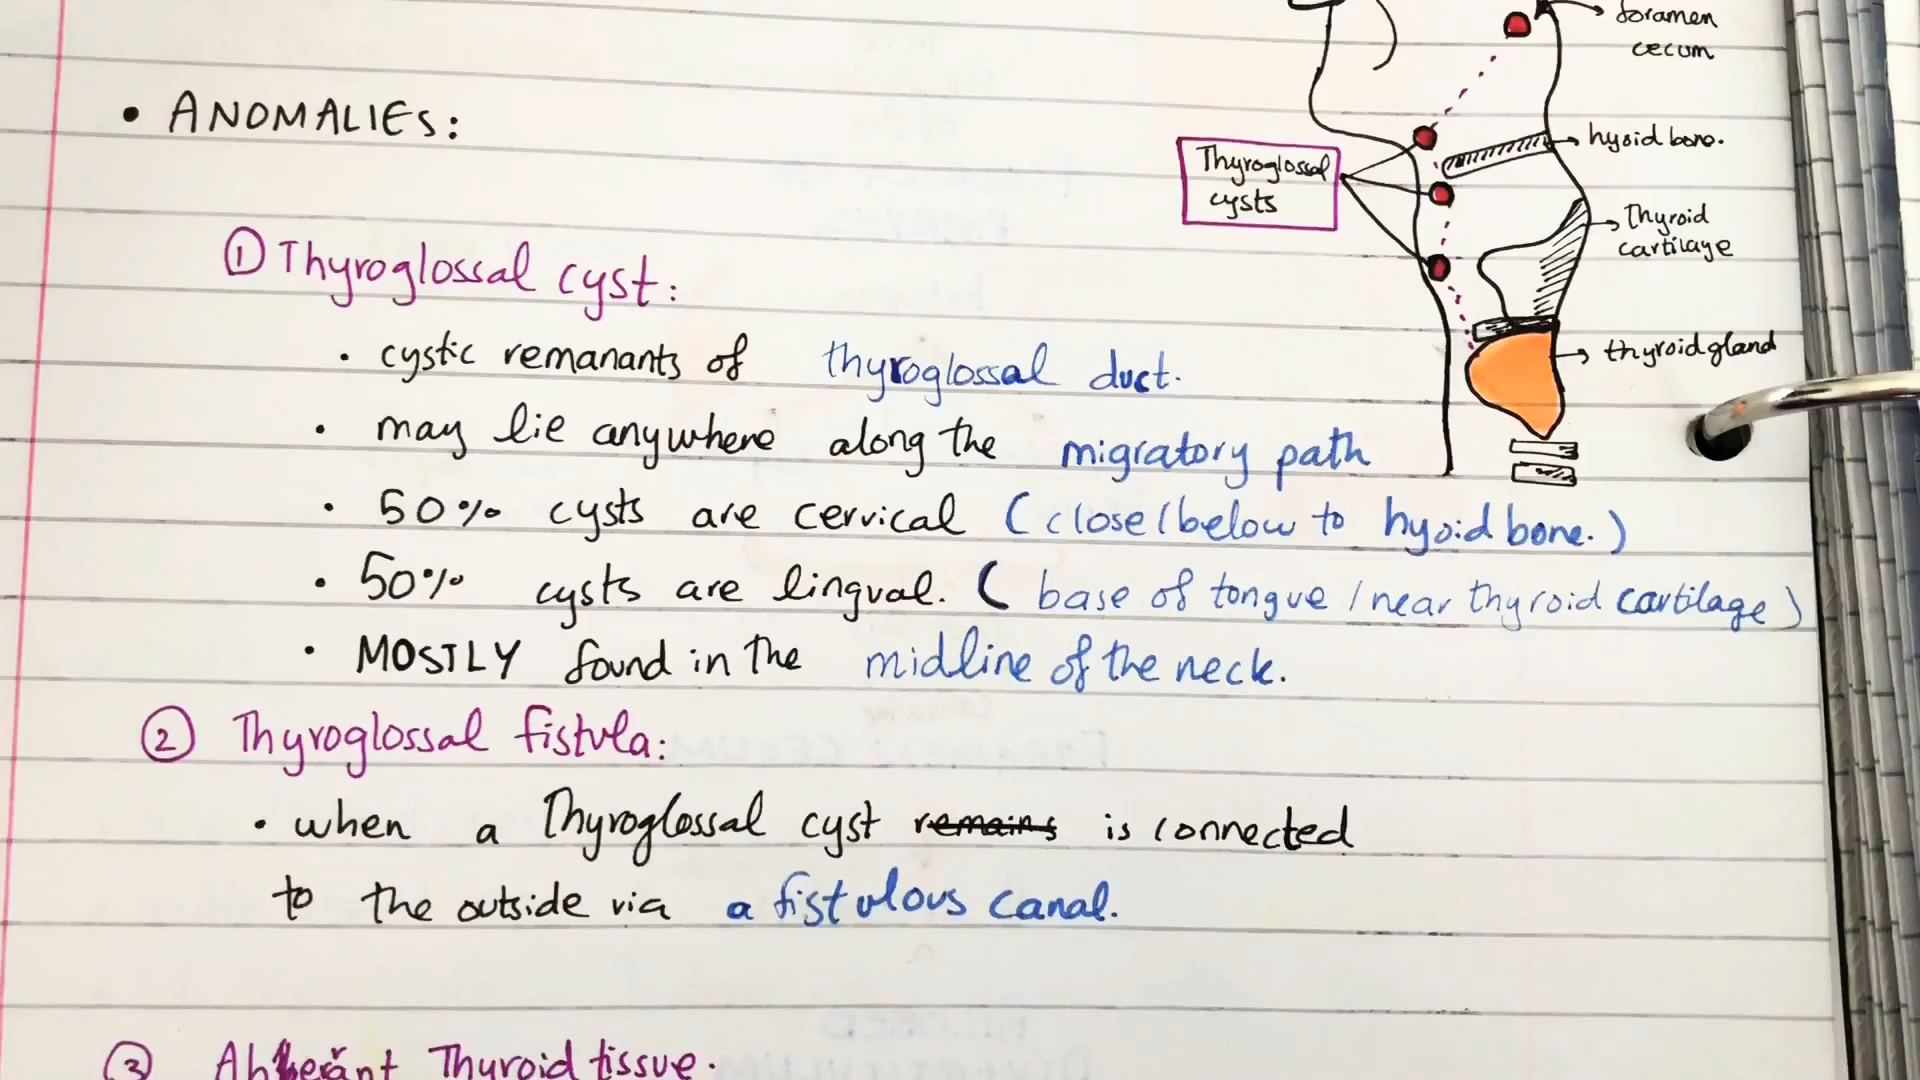 foramen
cecum
• ANOMALIES:
hyoid bone.
Thyroglossal
cysts
Thyroid
cartilage
① Thyroglossal cyst:
thyroid gland
• cystic remanants of thyroglossal duct.
• may lie anywhere along the migratory path
• 50% cysts are cervical (close/below to hyoid bone.)
• 50% cysts are lingual. (base of tongue / near thyroid cartilage)
• MOSTLY found in the midline of the neck.
② Thyroglossal fistula:
• when a Thyroglossal cyst remains is connected
to the outside via a fistulous canal.
③ Thyroid tissue.